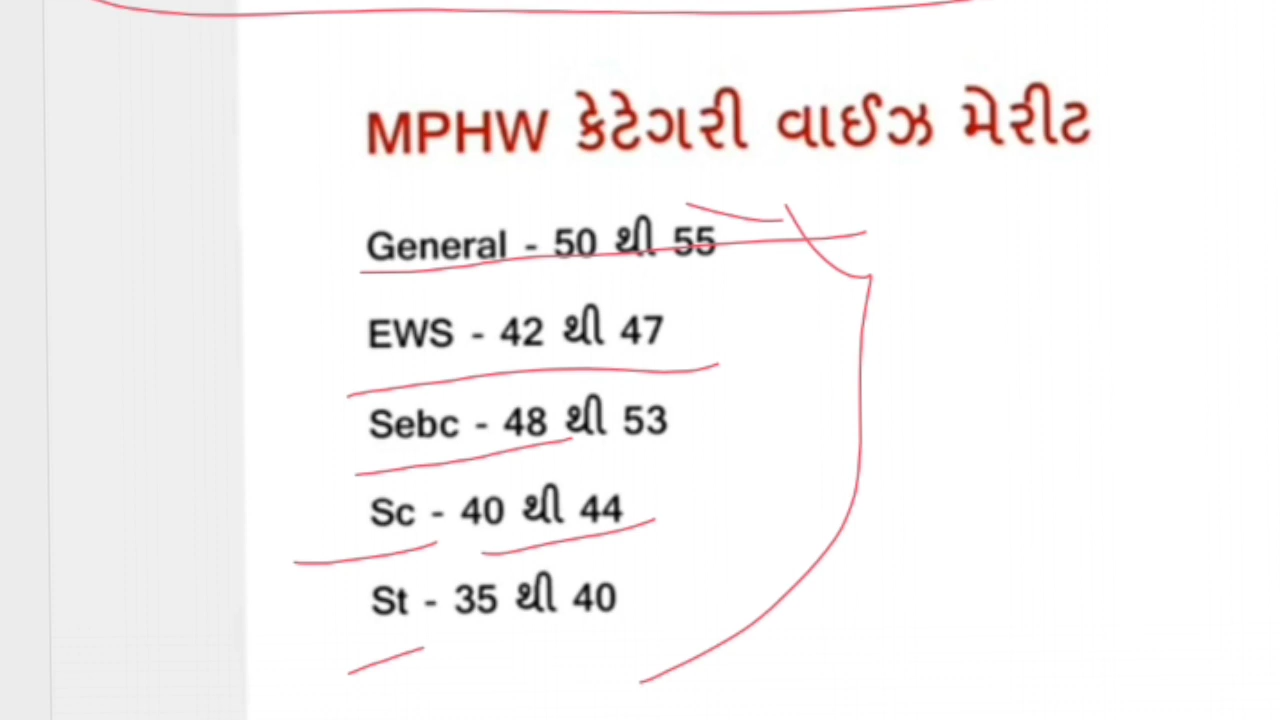 MPHW કેટેગરી વાઈઝ મેરીટ
General - 50 થી 55
EWS - 42 થી 47
Sebc - 48 થી 53
Sc - 40 થી 44
St - 35 થી 40